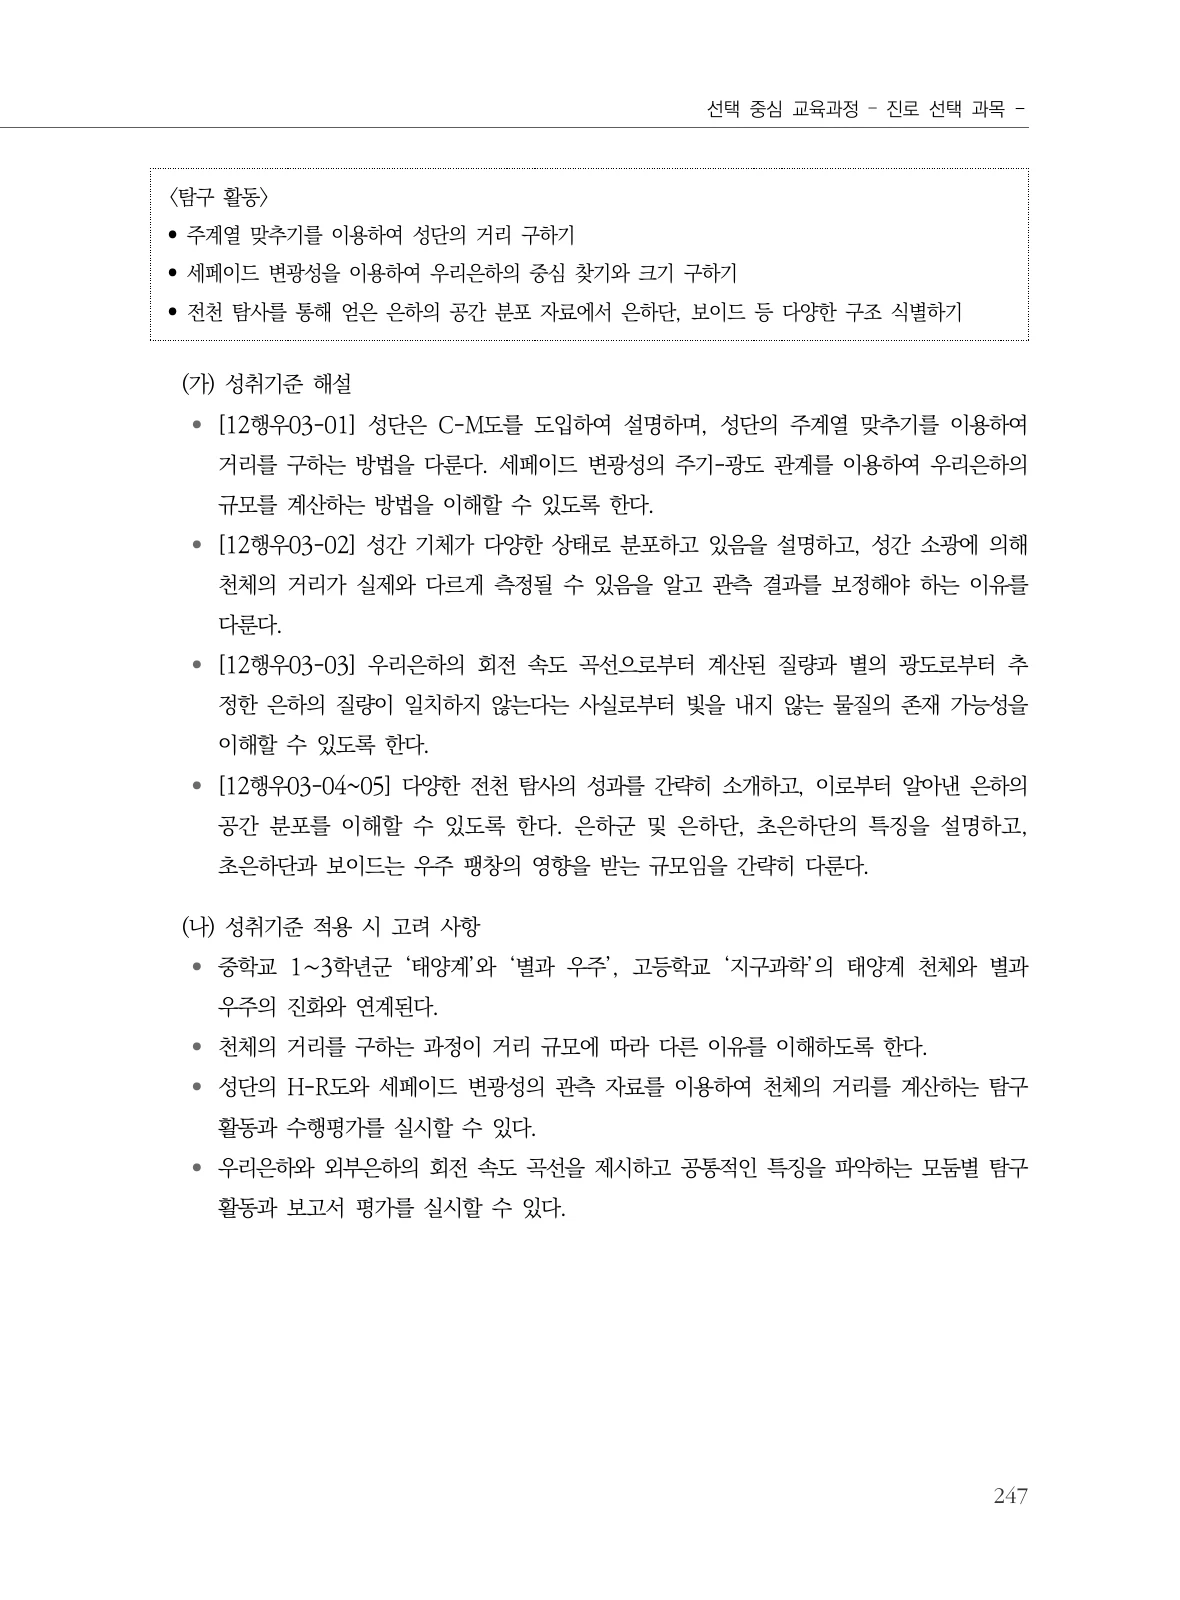 선택 중심 교육과정 - 진로 선택 과목 -
〈탐구 활동〉
• 주계열 맞추기를 이용하여 성단의 거리 구하기
• 세페이드 변광성을 이용하여 우리은하의 중심 찾기와 크기 구하기
• 전천 탐사를 통해 얻은 은하의 공간 분포 자료에서 은하단, 보이드 등 다양한 구조 식별하기
(가) 성취기준 해설
• [12행우03-01] 성단은 C-M도를 도입하여 설명하며, 성단의 주계열 맞추기를 이용하여
거리를 구하는 방법을 다룬다. 세페이드 변광성의 주기-광도 관계를 이용하여 우리은하의
규모를 계산하는 방법을 이해할 수 있도록 한다.
• [12행우03-02] 성간 기체가 다양한 상태로 분포하고 있음을 설명하고, 성간 소광에 의해
천체의 거리가 실제와 다르게 측정될 수 있음을 알고 관측 결과를 보정해야 하는 이유를
다룬다.
• [12행우03-03] 우리은하의 회전 속도 곡선으로부터 계산된 질량과 별의 광도로부터 추
정한 은하의 질량이 일치하지 않는다는 사실로부터 빛을 내지 않는 물질의 존재 가능성을
이해할 수 있도록 한다.
• [12행우03-04~05] 다양한 전천 탐사의 성과를 간략히 소개하고, 이로부터 알아낸 은하의
공간 분포를 이해할 수 있도록 한다. 은하군 및 은하단, 초은하단의 특징을 설명하고,
초은하단과 보이드는 우주 팽창의 영향을 받는 규모임을 간략히 다룬다.
(나) 성취기준 적용 시 고려 사항
• 중학교 1~3학년군 ‘태양계’와 ‘별과 우주’, 고등학교 ‘지구과학’의 태양계 천체와 별과
우주의 진화와 연계된다.
• 천체의 거리를 구하는 과정이 거리 규모에 따라 다른 이유를 이해하도록 한다.
• 성단의 H-R도와 세페이드 변광성의 관측 자료를 이용하여 천체의 거리를 계산하는 탐구
활동과 수행평가를 실시할 수 있다.
• 우리은하와 외부은하의 회전 속도 곡선을 제시하고 공통적인 특징을 파악하는 모둠별 탐구
활동과 보고서 평가를 실시할 수 있다.
247